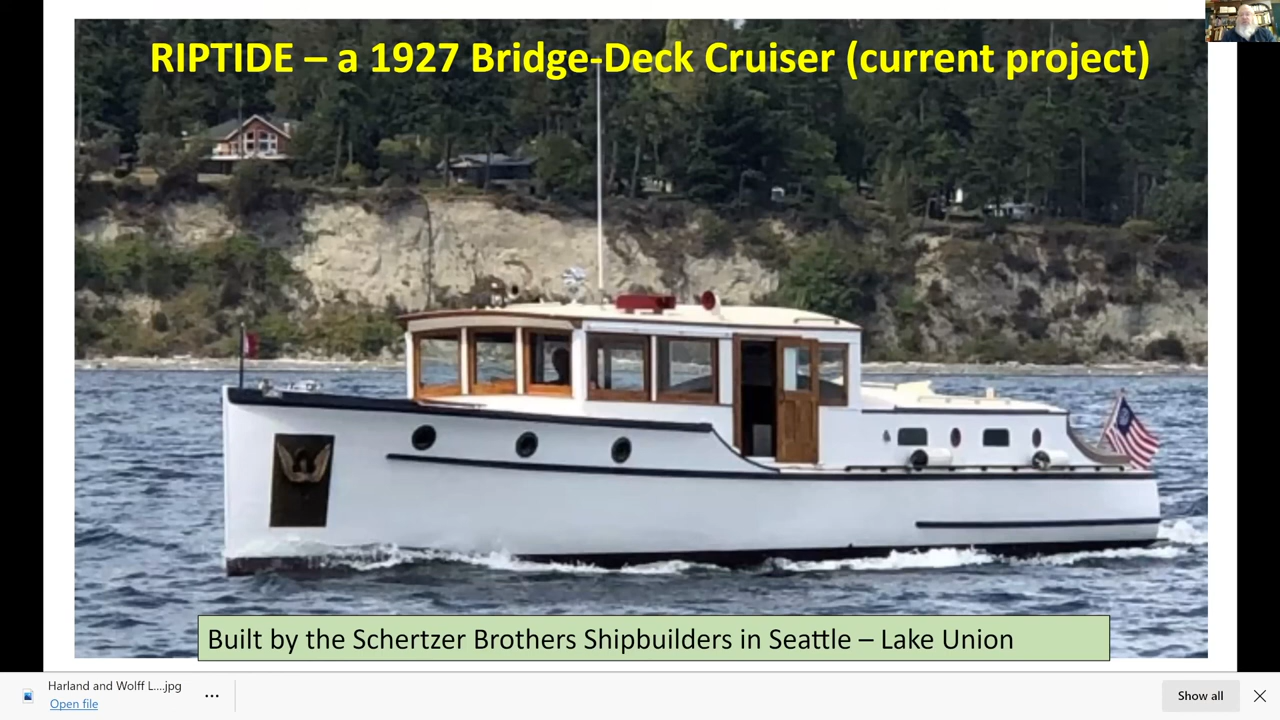 RIPTIDE – a 1927 Bridge-Deck Cruiser (current project)
Built by the Schertzer Brothers Shipbuilders in Seattle – Lake Union
Harland and Wolff L....jpg
Open file
Show all